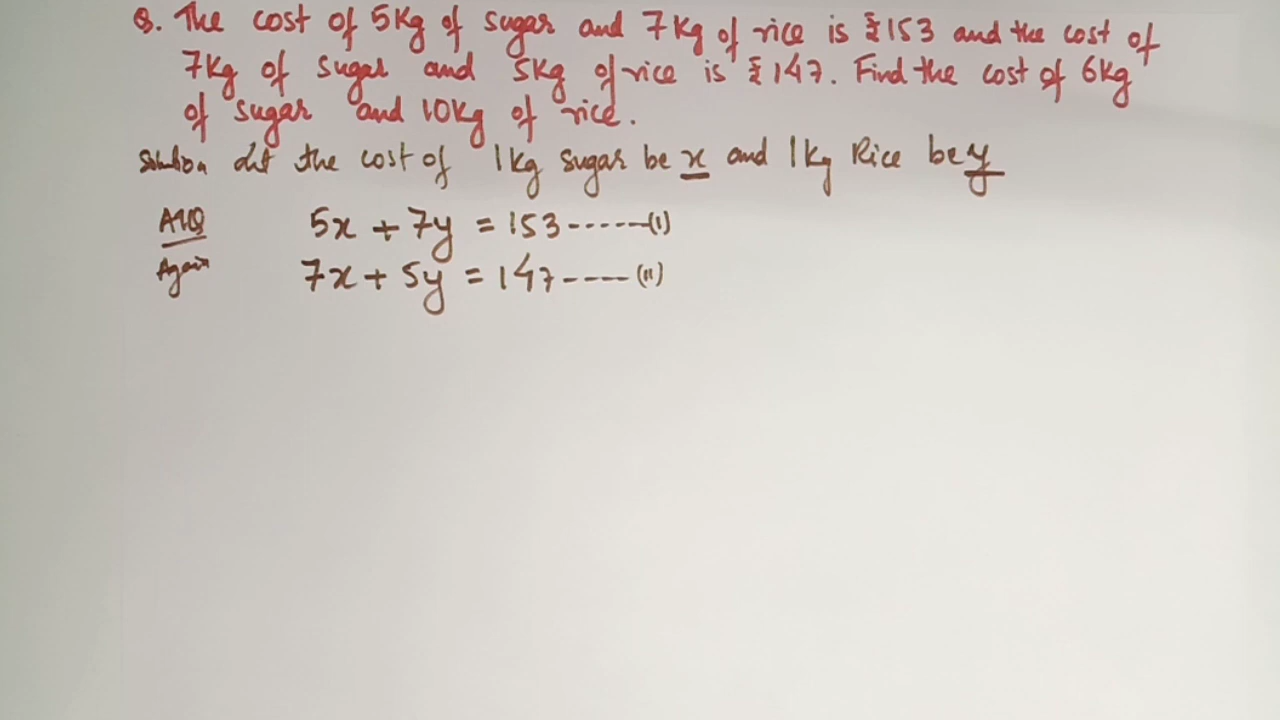 Q. The cost of 5Kg of sugar and 7Kg of rice is ₹153 and the cost of
7Kg of sugar and 5Kg of rice is ₹147. Find the cost of 6Kg
of sugar and 10Kg of rice.
Solution Let the cost of 1Kg Sugar be x and 1Kg Rice be y
ATQ 5x + 7y = 153 ------(I)
Again 7x + 5y = 147 ----(II)